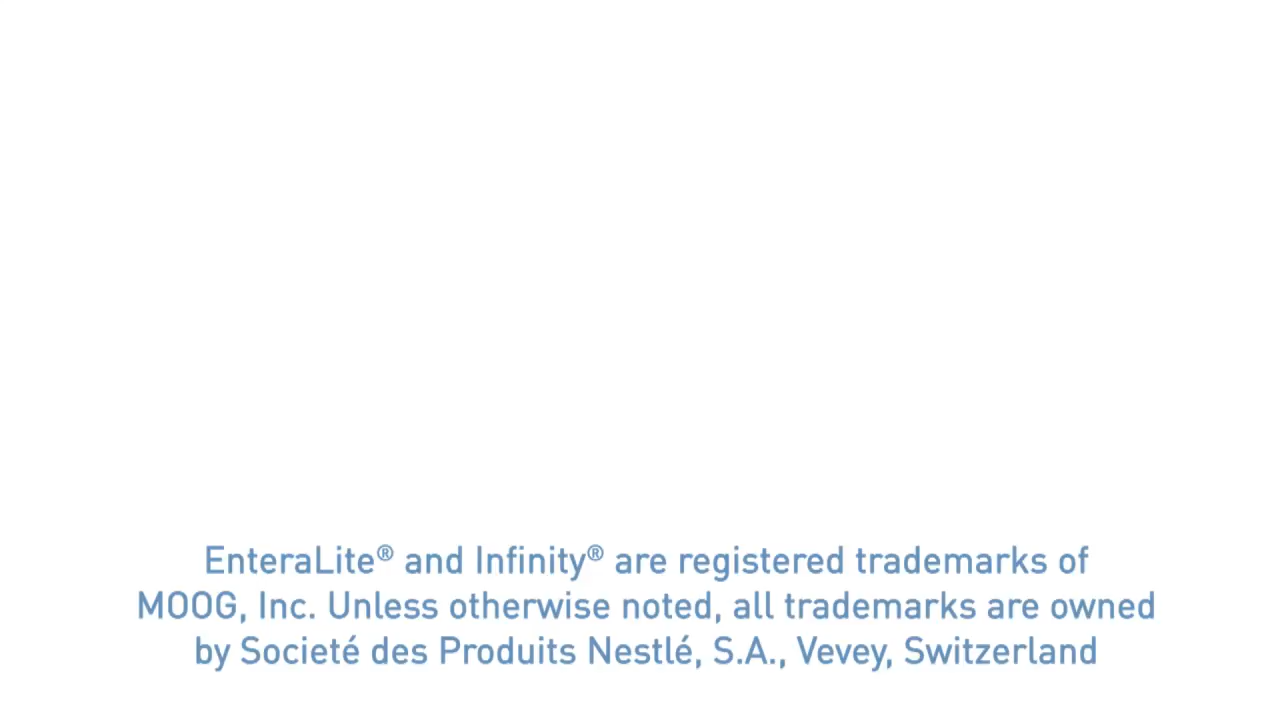 EnteraLite® and Infinity® are registered trademarks of
MOOG, Inc. Unless otherwise noted, all trademarks are owned
by Societé des Produits Nestlé, S.A., Vevey, Switzerland